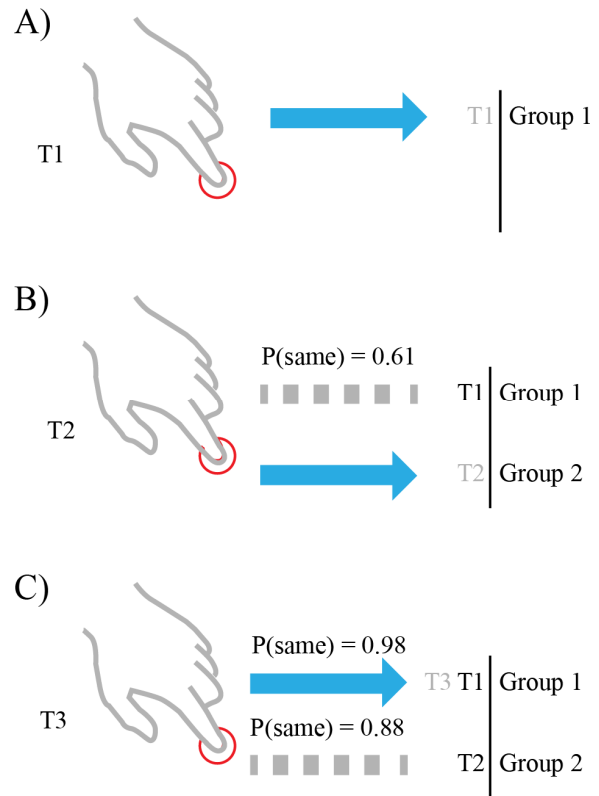 A)
T1
T1 Group 1
B)
P(same) = 0.61
T1 Group 1
T2
T2 Group 2
C)
P(same) = 0.98
T3 T1 Group 1
T3
P(same) = 0.88
T2 Group 2